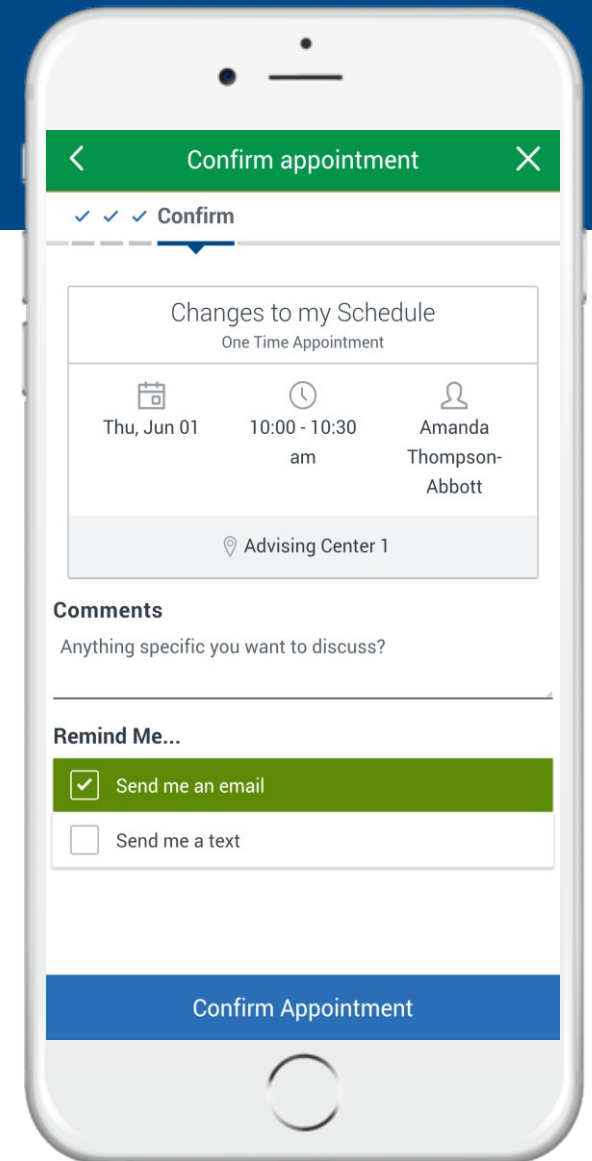 Confirm appointment
Confirm
Changes to my Schedule
One Time Appointment
Thu, Jun 01
10:00 - 10:30
am
Amanda
Thompson-
Abbott
Advising Center 1
Comments
Anything specific you want to discuss?
Remind Me...
Send me an email
Send me a text
Confirm Appointment